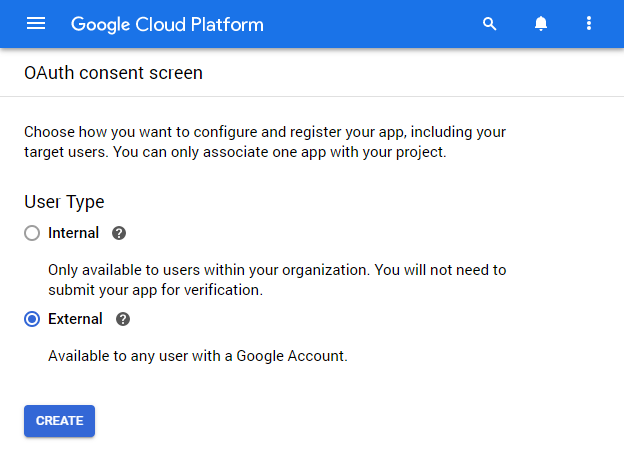 Google Cloud Platform
OAuth consent screen
Choose how you want to configure and register your app, including your
target users. You can only associate one app with your project.
User Type
Internal
Only available to users within your organization. You will not need to
submit your app for verification.
External
Available to any user with a Google Account.
CREATE